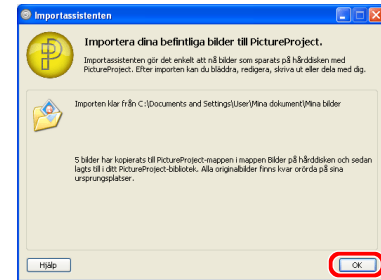 Importassistenten
Importera dina befintliga bilder till PictureProject.
Importassistenten gör det enkelt att nå bilder som sparats på hårddisken med
PictureProject. Efter importen kan du bläddra, redigera, skriva ut eller dela med dig.
Importen klar från C:\Documents and Settings\User\Mina dokument\Mina bilder
5 bilder har kopierats till PictureProject-mappen i mappen Bilder på hårddisken och sedan
lagts till i ditt PictureProject-bibliotek. Alla originalbilder finns kvar orörda på sina
ursprungsplatser.
Hjälp
OK